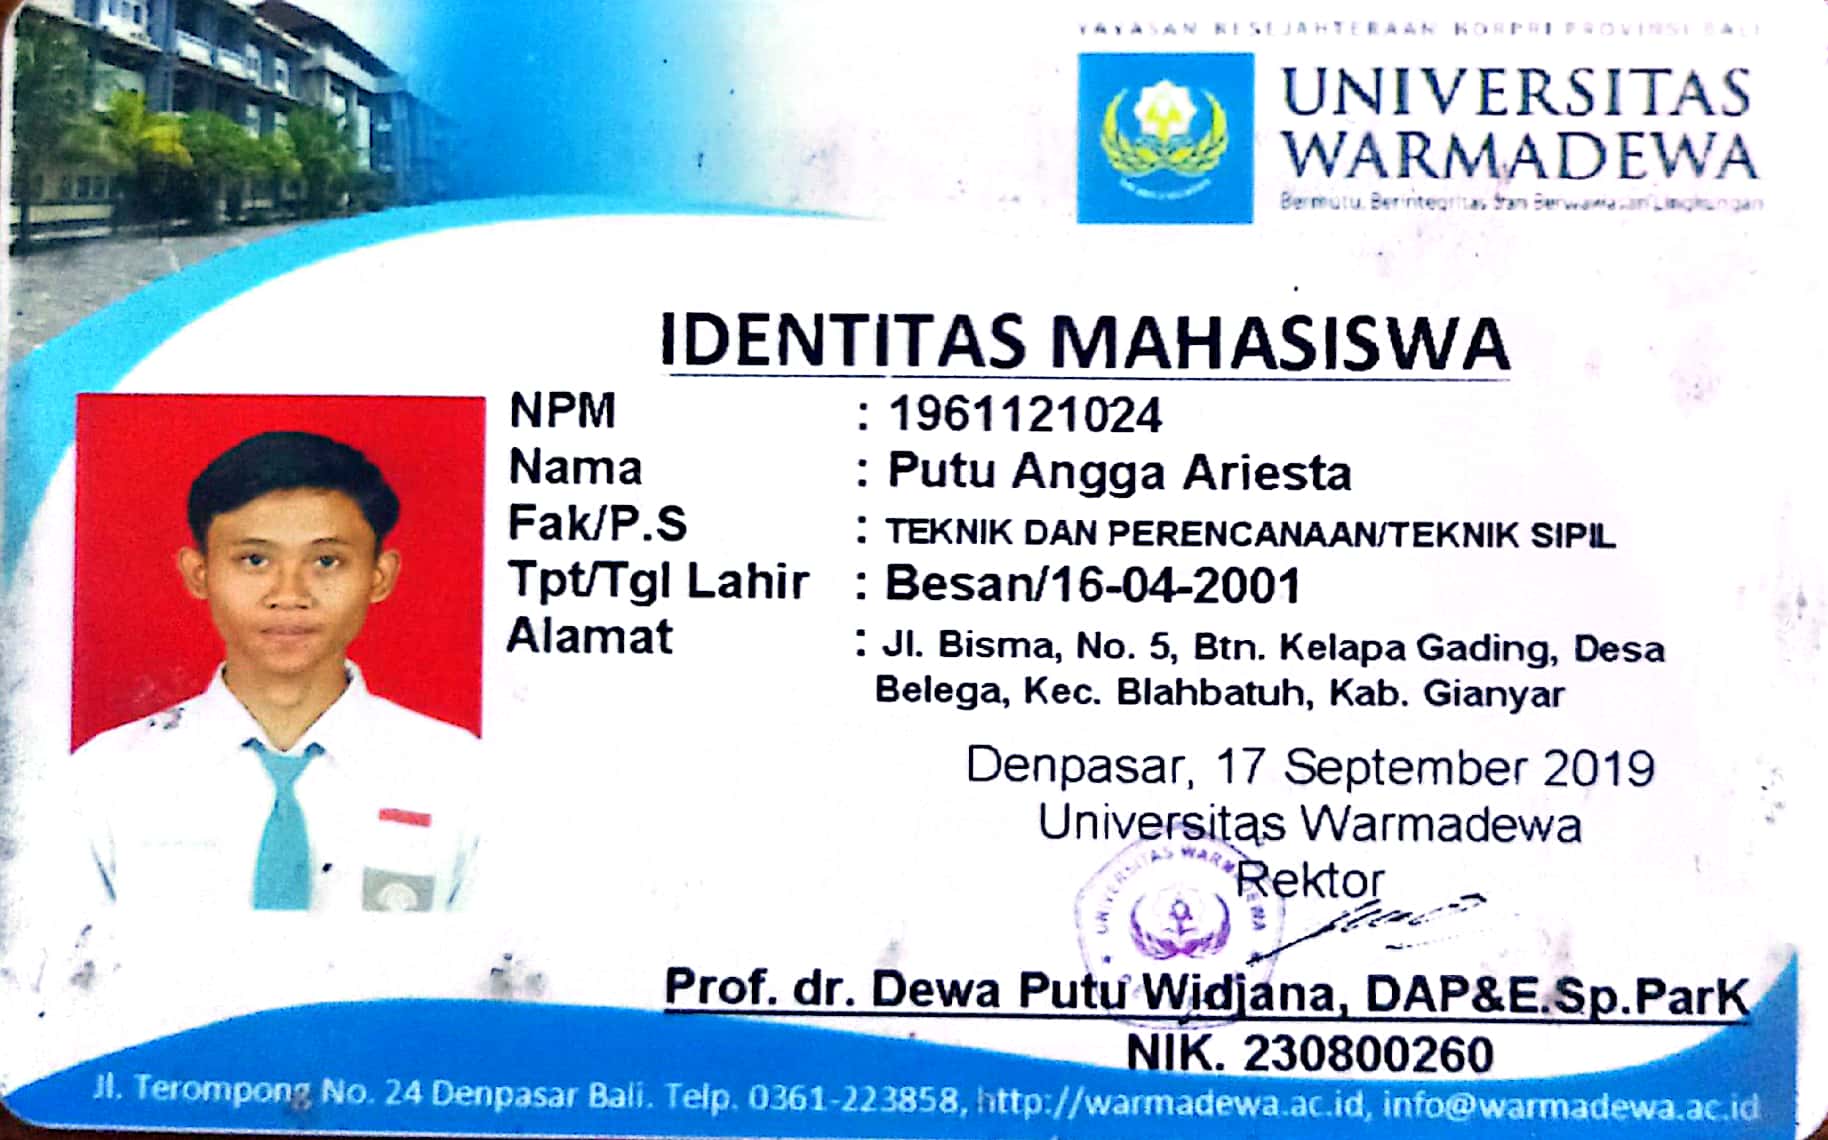 YAYASAN KESEJAHTERAAN KORPRI PROVINSI BALI
UNIVERSITAS
WARMADEWA
Bermutu, Berintegritas dan Berwawasan Lingkungan
IDENTITAS MAHASISWA
NPM : 1961121024
Nama : Putu Angga Ariesta
Fak/P.S : TEKNIK DAN PERENCANAAN/TEKNIK SIPIL
Tpt/Tgl Lahir : Besan/16-04-2001
Alamat : Jl. Bisma, No. 5, Btn. Kelapa Gading, Desa
Belega, Kec. Blahbatuh, Kab. Gianyar
Denpasar, 17 September 2019
Universitas Warmadewa
Rektor
UNIVERSITAS WARMADEWA
Prof. dr. Dewa Putu Widjana, DAP&E.Sp.ParK
NIK. 230800260
Jl. Terompong No. 24 Denpasar Bali. Telp. 0361-223858, http://warmadewa.ac.id, info@warmadewa.ac.id